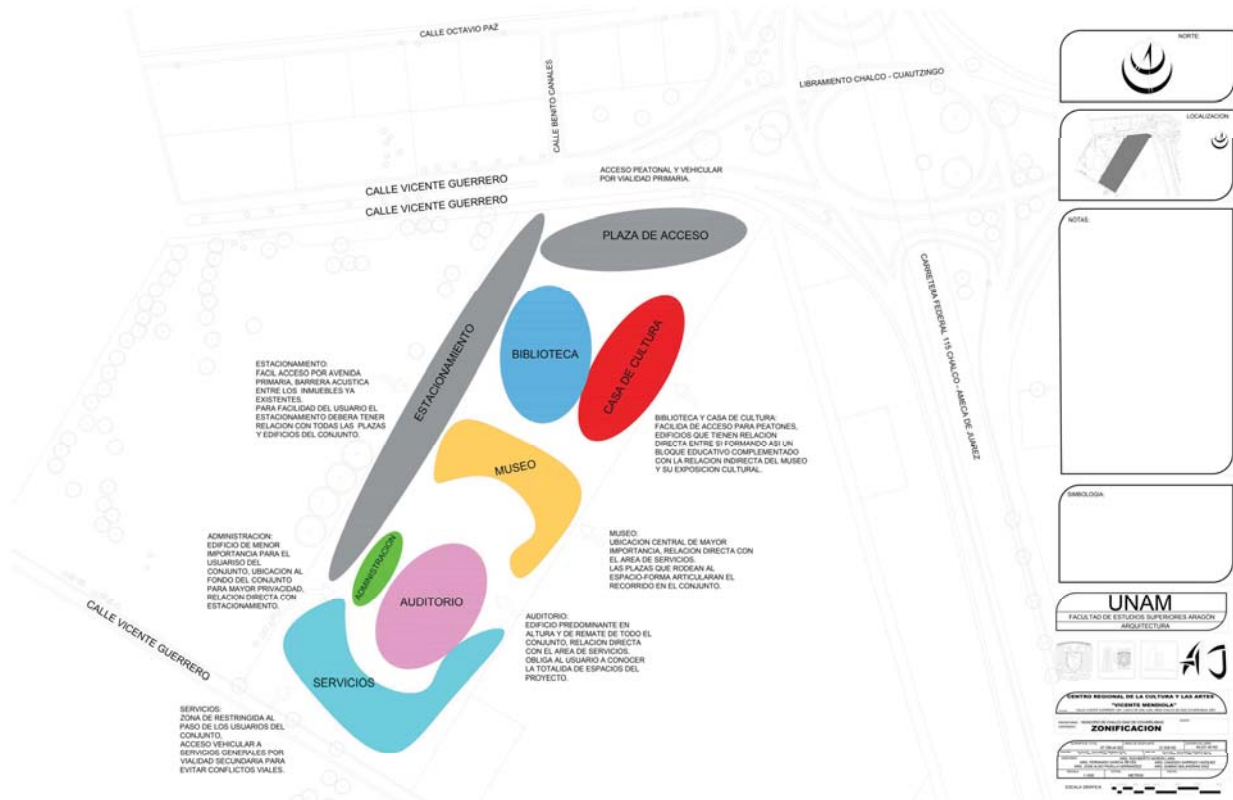 CALLE OCTAVIO PAZ
CALLE BENITO CANALES
LIBRAMIENTO CHALCO - CUAUTZINGO
ACCESO PEATONAL Y VEHICULAR
POR VIALIDAD PRIMARIA.
CALLE VICENTE GUERRERO
CALLE VICENTE GUERRERO
PLAZA DE ACCESO
CARRETERA FEDERAL 115 CHALCO - AMECA DE JUAREZ
ESTACIONAMIENTO
BIBLIOTECA
CASA DE CULTURA
ESTACIONAMIENTO:
FACIL ACCESO POR AVENIDA
PRIMARIA, BARRERA ACUSTICA
ENTRE LOS INMUEBLES YA
EXISTENTES.
PARA FACILIDAD DEL USUARIO EL
ESTACIONAMIENTO DEBERA TENER
RELACION CON TODAS LAS PLAZAS
Y EDIFICIOS DEL CONJUNTO.
BIBLIOTECA Y CASA DE CULTURA:
FACILIDA DE ACCESO PARA PEATONES,
EDIFICIOS QUE TIENEN RELACION
DIRECTA ENTRE SI FORMANDO ASI UN
BLOQUE EDUCATIVO COMPLEMENTADO
CON LA RELACION INDIRECTA DEL MUSEO
Y SU EXPOSICION CULTURAL.
MUSEO
ADMINISTRACION:
EDIFICIO DE MENOR
IMPORTANCIA PARA EL
USUARISO DEL
CONJUNTO, UBICACION AL
FONDO DEL CONJUNTO
PARA MAYOR PRIVACIDAD,
RELACION DIRECTA CON
ESTACIONAMIENTO.
MUSEO:
UBICACION CENTRAL DE MAYOR
IMPORTANCIA, RELACION DIRECTA CON
EL AREA DE SERVICIOS.
LAS PLAZAS QUE RODEAN AL
ESPACIO-FORMA ARTICULARAN EL
RECORRIDO EN EL CONJUNTO.
ADMINISTRACION
AUDITORIO
AUDITORIO:
EDIFICIO PREDOMINANTE EN
ALTURA Y DE REMATE DE TODO EL
CONJUNTO, RELACION DIRECTA
CON EL AREA DE SERVICIOS.
OBLIGA AL USUARIO A CONOCER
LA TOTALIDA DE ESPACIOS DEL
PROYECTO.
CALLE VICENTE GUERRERO
SERVICIOS
SERVICIOS:
ZONA DE RESTRINGIDA AL
PASO DE LOS USUARIOS DEL
CONJUNTO,
ACCESO VEHICULAR A
SERVICIOS GENERALES POR
VIALIDAD SECUNDARIA PARA
EVITAR CONFLICTOS VIALES.
NORTE:
LOCALIZACION:
NOTAS:
SIMBOLOGIA:
UNAM
FACULTAD DE ESTUDIOS SUPERIORES ARAGÓN
ARQUITECTURA
CENTRO REGIONAL DE LA CULTURA Y LAS ARTES
"VICENTE MENDIOLA"
ZONIFICACION
METROS
ESCALA GRAFICA: